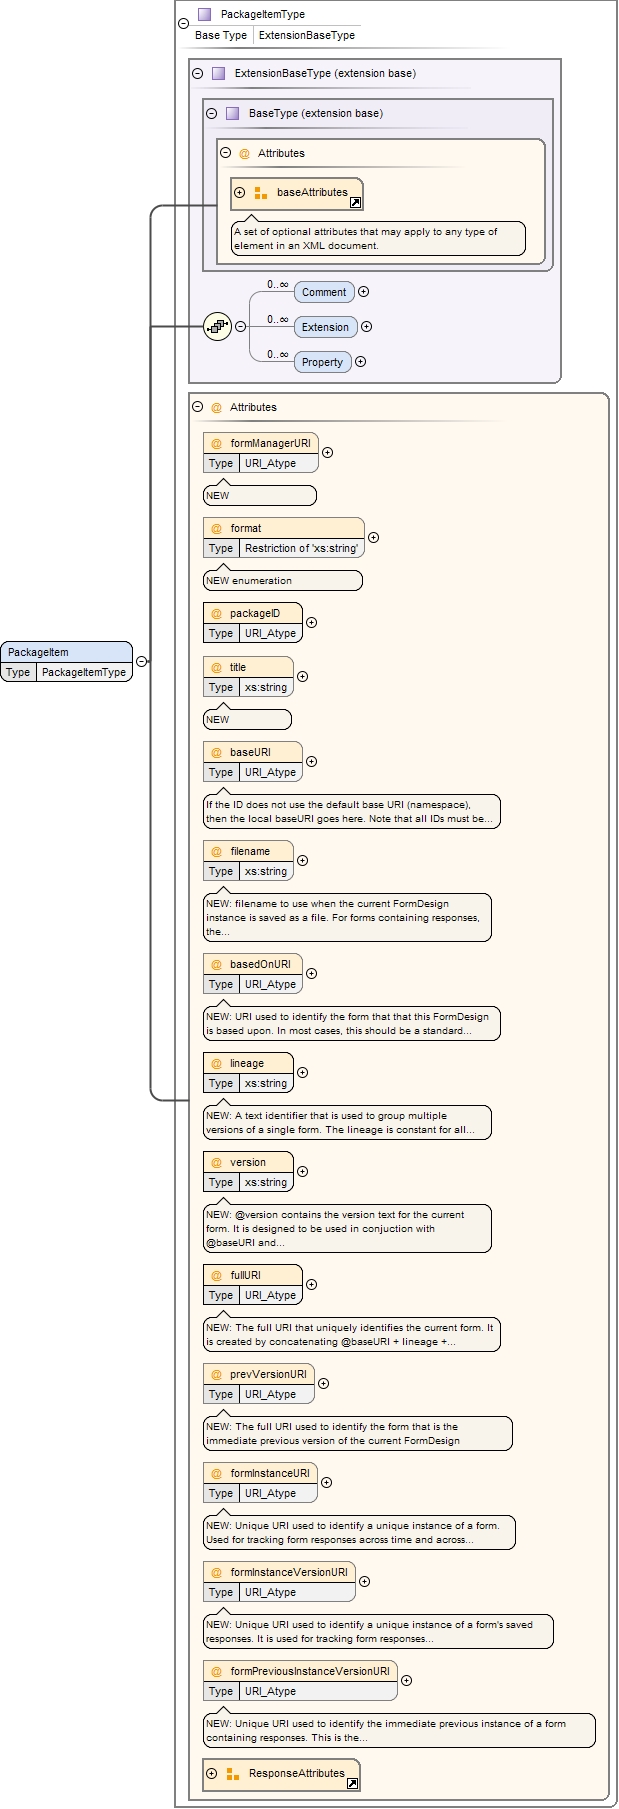 PackageItemType
Base Type ExtensionBaseType
ExtensionBaseType (extension base)
BaseType (extension base)
@ Attributes
baseAttributes
A set of optional attributes that may apply to any type of
element in an XML document.
0..∞
Comment
0..∞
Extension
0..∞
Property
@ Attributes
@ formManagerURI
Type URI_Atype
NEW
@ format
Type Restriction of 'xs:string'
NEW enumeration
@ packageID
Type URI_Atype
PackageItem
Type PackageItemType
@ title
Type xs:string
NEW
@ baseURI
Type URI_Atype
If the ID does not use the default base URI (namespace),
then the local baseURI goes here. Note that all IDs must be...
@ filename
Type xs:string
NEW: filename to use when the current FormDesign
instance is saved as a file. For forms containing responses,
the...
@ basedOnURI
Type URI_Atype
NEW: URI used to identify the form that that this FormDesign
is based upon. In most cases, this should be a standard...
@ lineage
Type xs:string
NEW: A text identifier that is used to group multiple
versions of a single form. The lineage is constant for all...
@ version
Type xs:string
NEW: @version contains the version text for the current
form. It is designed to be used in conjuction with
@baseURI and...
@ fullURI
Type URI_Atype
NEW: The full URI that uniquely identifies the current form. It
is created by concatenating @baseURI + lineage +...
@ prevVersionURI
Type URI_Atype
NEW: The full URI used to identify the form that is the
immediate previous version of the current FormDesign
@ formInstanceURI
Type URI_Atype
NEW: Unique URI used to identify a unique instance of a form.
Used for tracking form responses across time and across...
@ formInstanceVersionURI
Type URI_Atype
NEW: Unique URI used to identify a unique instance of a form's saved
responses. It is used for tracking form responses...
@ formPreviousInstanceVersionURI
Type URI_Atype
NEW: Unique URI used to identify the immediate previous instance of a form
containing responses. This is the...
ResponseAttributes